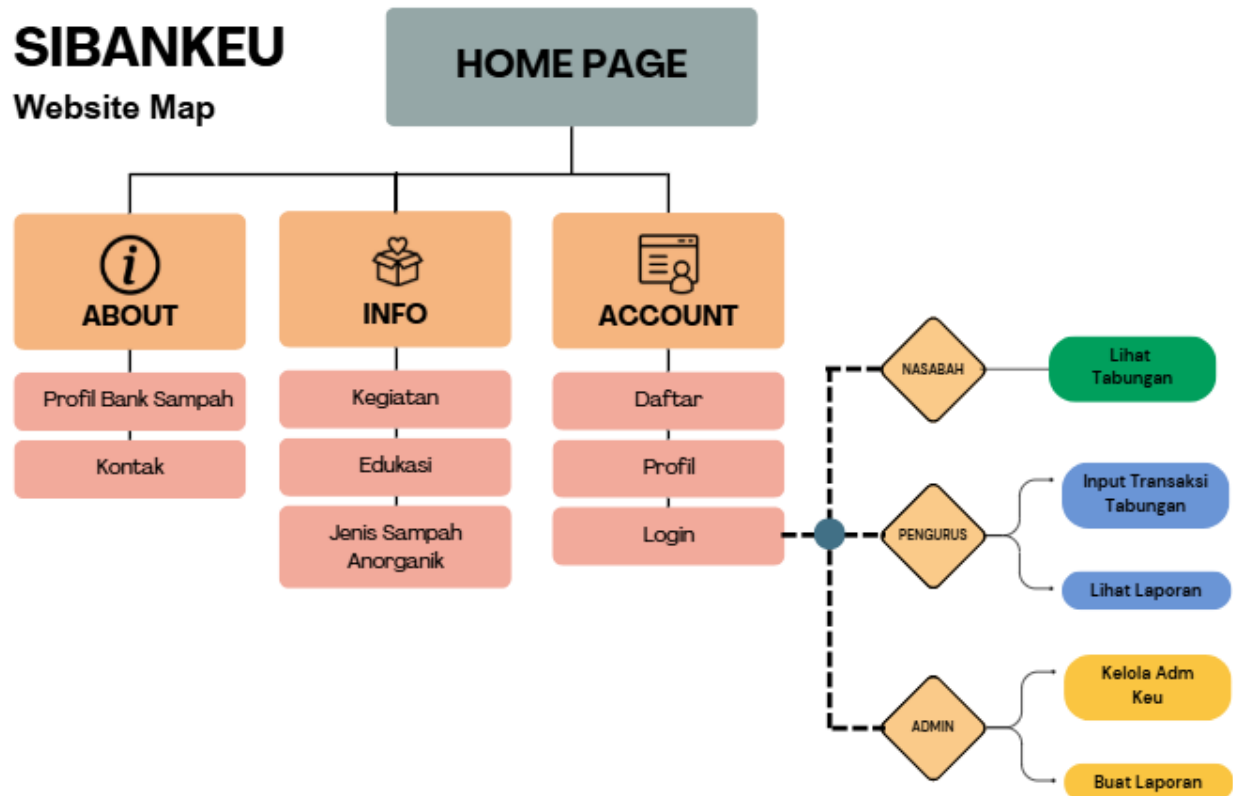 SIBANKEU
Website Map
HOME PAGE
ABOUT
Profil Bank Sampah
Kontak
INFO
Kegiatan
Edukasi
Jenis Sampah
Anorganik
ACCOUNT
Daftar
Profil
Login
NASABAH
Lihat
Tabungan
PENGURUS
Input Transaksi
Tabungan
Lihat Laporan
ADMIN
Kelola Adm
Keu
Buat Laporan